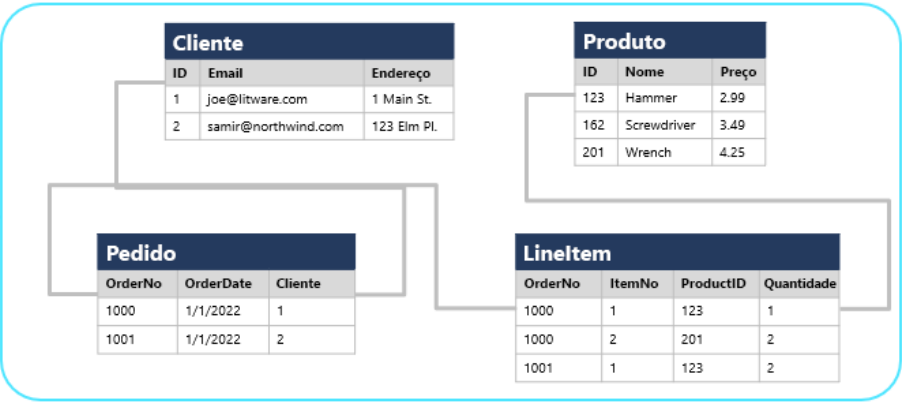 Cliente
ID Email Endereço
1 joe@litware.com 1 Main St.
2 samir@northwind.com 123 Elm Pl.
Produto
ID Nome Preço
123 Hammer 2.99
162 Screwdriver 3.49
201 Wrench 4.25
Pedido
OrderNo OrderDate Cliente
1000 1/1/2022 1
1001 1/1/2022 2
LineItem
OrderNo ItemNo ProductID Quantidade
1000 1 123 1
1000 2 201 2
1001 1 123 2